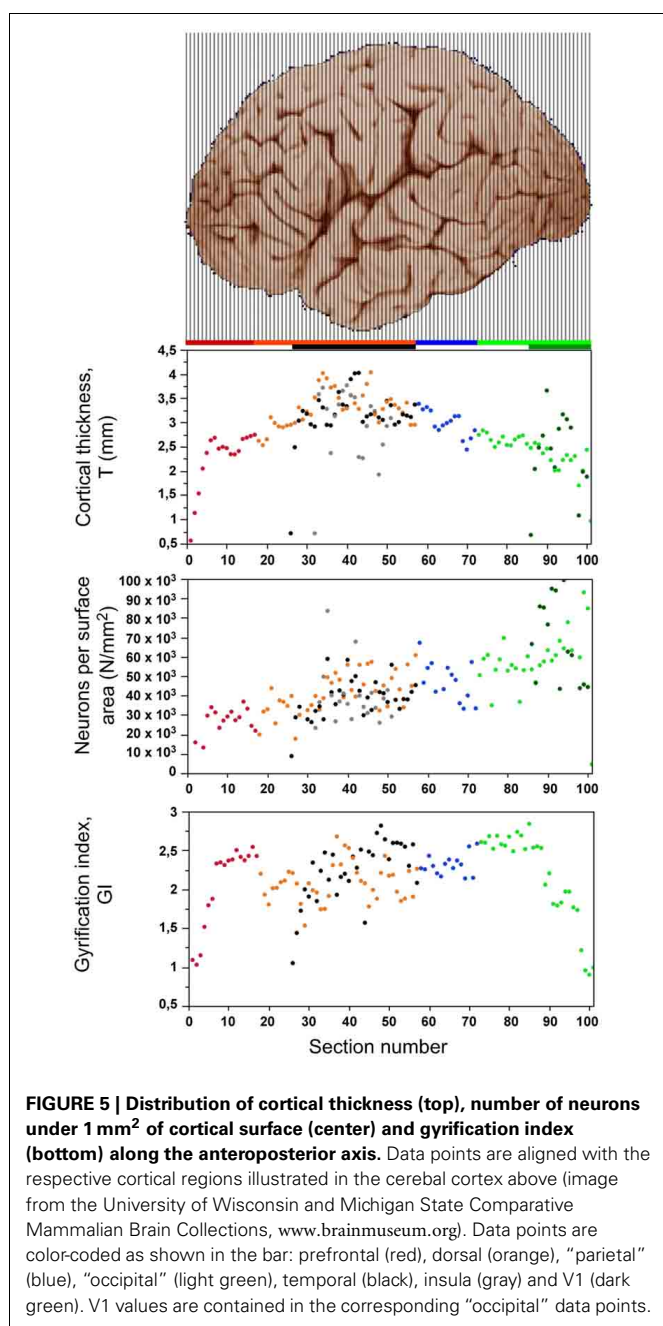 4,5
4
3,5
3
2,5
2
1,5
1
0,5
Cortical thickness,
T (mm)
0 10 20 30 40 50 60 70 80 90 100
100 x 10³
90 x 10³
80 x 10³
70 x 10³
60 x 10³
50 x 10³
40 x 10³
30 x 10³
20 x 10³
10 x 10³
0
Neurons per surface
area (N/mm²)
0 10 20 30 40 50 60 70 80 90 100
3
2,5
2
1,5
1
0,5
Gyrification index,
GI
0 10 20 30 40 50 60 70 80 90 100
Section number
FIGURE 5 | Distribution of cortical thickness (top), number of neurons
under 1 mm² of cortical surface (center) and gyrification index
(bottom) along the anteroposterior axis. Data points are aligned with the
respective cortical regions illustrated in the cerebral cortex above (image
from the University of Wisconsin and Michigan State Comparative
Mammalian Brain Collections, www.brainmuseum.org). Data points are
color-coded as shown in the bar: prefrontal (red), dorsal (orange), “parietal”
(blue), “occipital” (light green), temporal (black), insula (gray) and V1 (dark
green). V1 values are contained in the corresponding “occipital” data points.